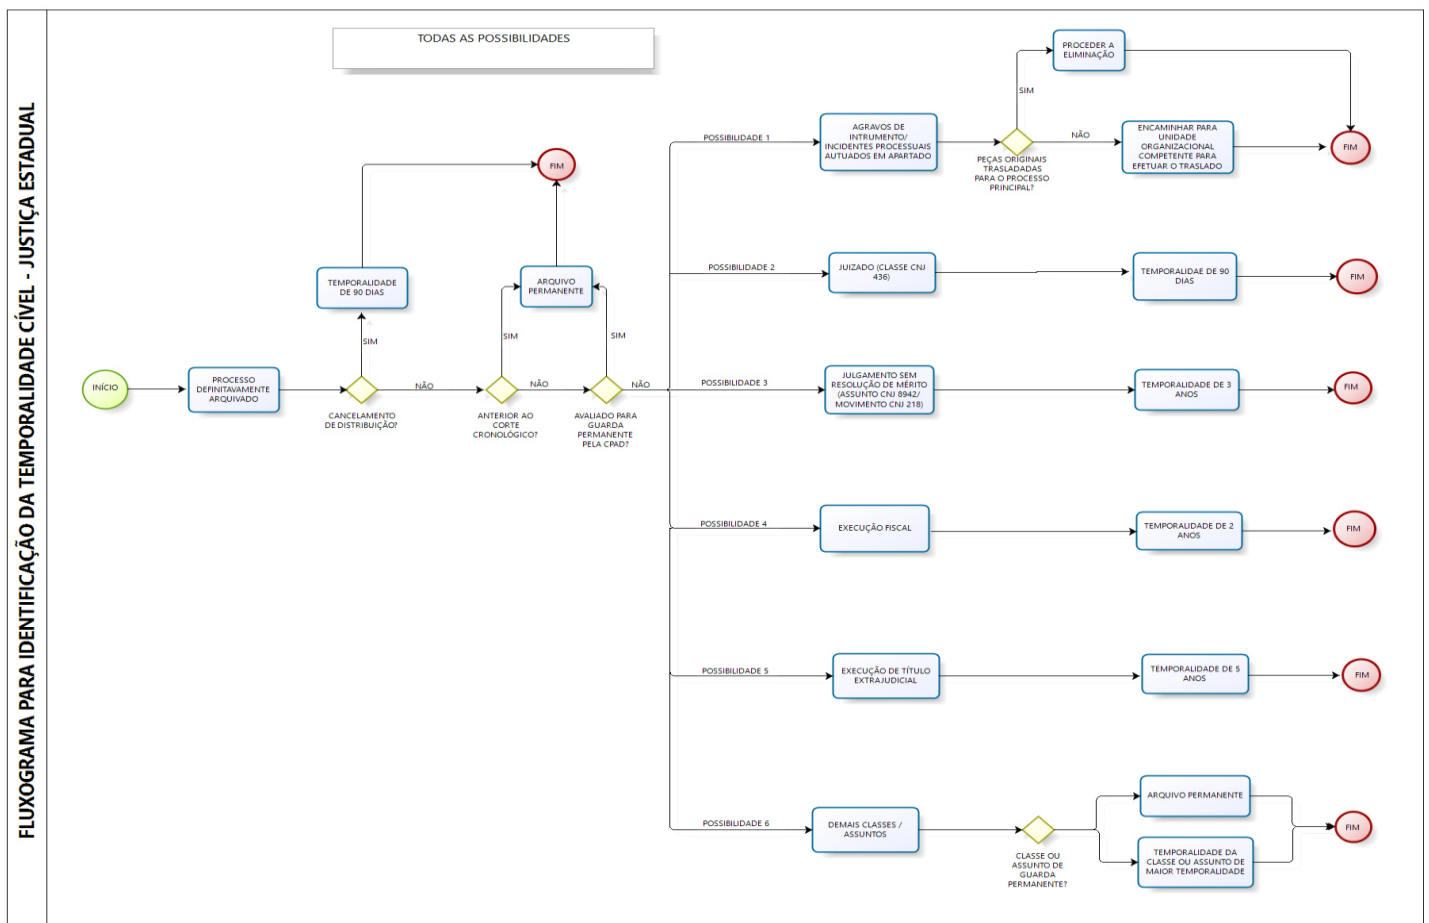 FLUXOGRAMA PARA IDENTIFICAÇÃO DA TEMPORALIDADE CÍVEL - JUSTIÇA ESTADUAL
TODAS AS POSSIBILIDADES
INÍCIO
PROCESSO
DEFINITAVAMENTE
ARQUIVADO
CANCELAMENTO
DE DISTRIBUIÇÃO?
SIM
TEMPORALIDADE
DE 90 DIAS
FIM
NÃO
ANTERIOR AO
CORTE
CRONOLÓGICO?
SIM
ARQUIVO
PERMANENTE
NÃO
AVALIADO PARA
GUARDA
PERMANENTE
PELA CPAD?
SIM
NÃO
POSSIBILIDADE 1
AGRAVOS DE
INTRUMENTO/
INCIDENTES PROCESSUAIS
AUTUADOS EM APARTADO
PEÇAS ORIGINAIS
TRASLADADAS
PARA O PROCESSO
PRINCIPAL?
SIM
PROCEDER A
ELIMINAÇÃO
NÃO
ENCAMINHAR PARA
UNIDADE
ORGANIZACIONAL
COMPETENTE PARA
EFETUAR O TRASLADO
FIM
POSSIBILIDADE 2
JUIZADO (CLASSE CNJ
436)
TEMPORALIDAE DE 90
DIAS
FIM
POSSIBILIDADE 3
JULGAMENTO SEM
RESOLUÇÃO DE MÉRITO
(ASSUNTO CNJ 8942/
MOVIMENTO CNJ 218)
TEMPORALIDADE DE 3
ANOS
FIM
POSSIBILIDADE 4
EXECUÇÃO FISCAL
TEMPORALIDADE DE 2
ANOS
FIM
POSSIBILIDADE 5
EXECUÇÃO DE TÍTULO
EXTRAJUDICIAL
TEMPORALIDADE DE 5
ANOS
FIM
POSSIBILIDADE 6
DEMAIS CLASSES /
ASSUNTOS
CLASSE OU
ASSUNTO DE
GUARDA
PERMANENTE?
ARQUIVO PERMANENTE
TEMPORALIDADE DA
CLASSE OU ASSUNTO DE
MAIOR TEMPORALIDADE
FIM